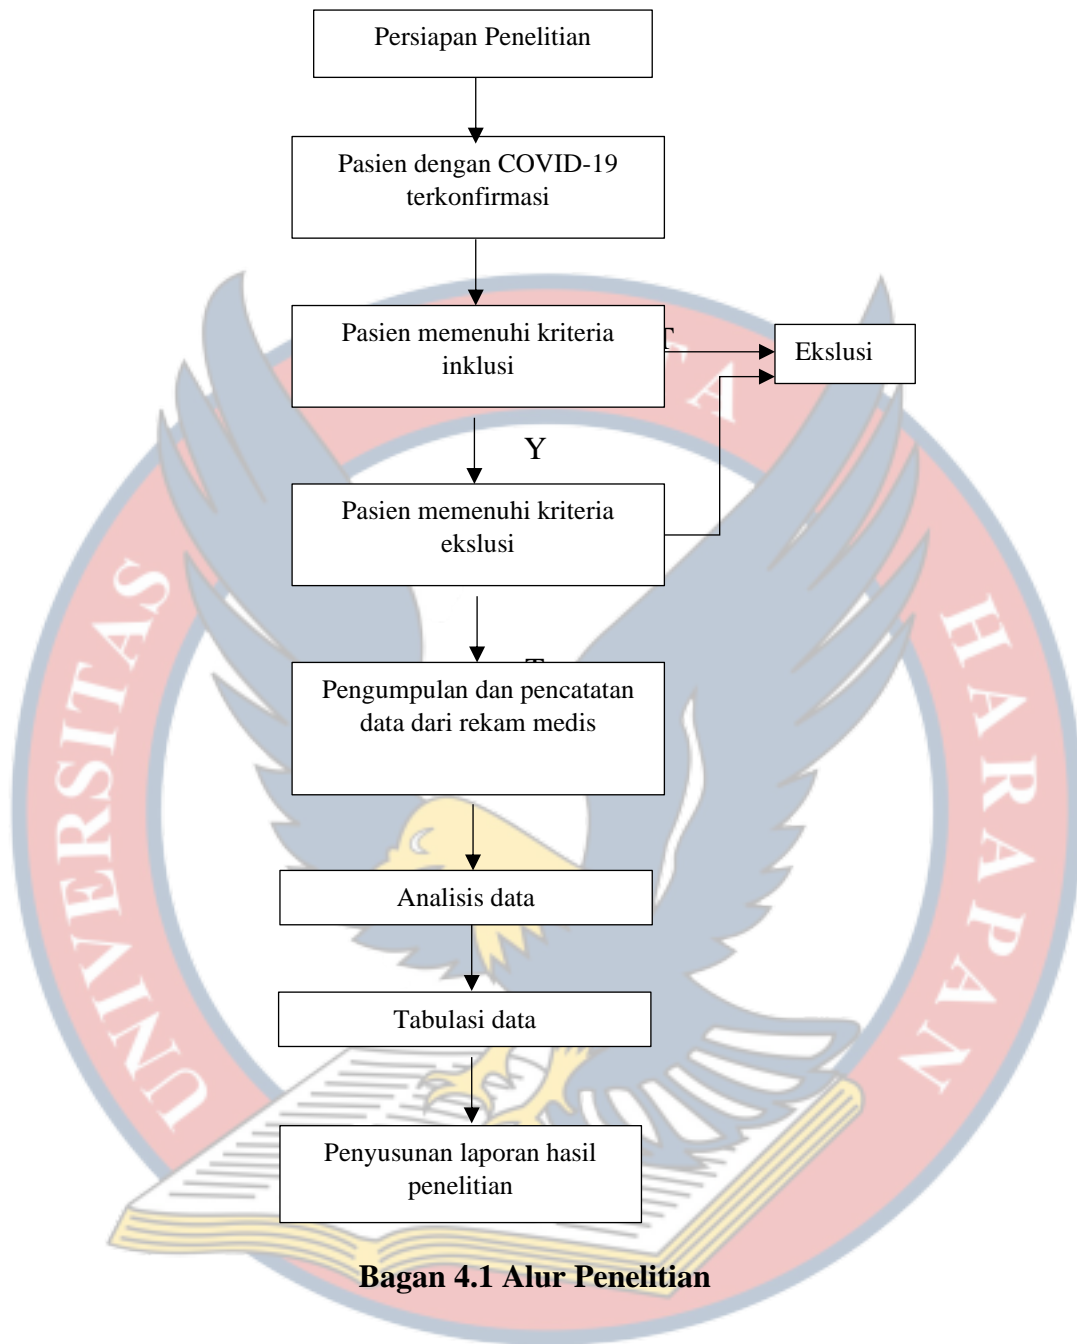 Persiapan Penelitian
Pasien dengan COVID-19
terkonfirmasi
Pasien memenuhi kriteria
inklusi
Ekslusi
Y
Pasien memenuhi kriteria
ekslusi
Pengumpulan dan pencatatan
data dari rekam medis
Analisis data
Tabulasi data
Penyusunan laporan hasil
penelitian
Bagan 4.1 Alur Penelitian
UNIVERSITAS
HARAPAN